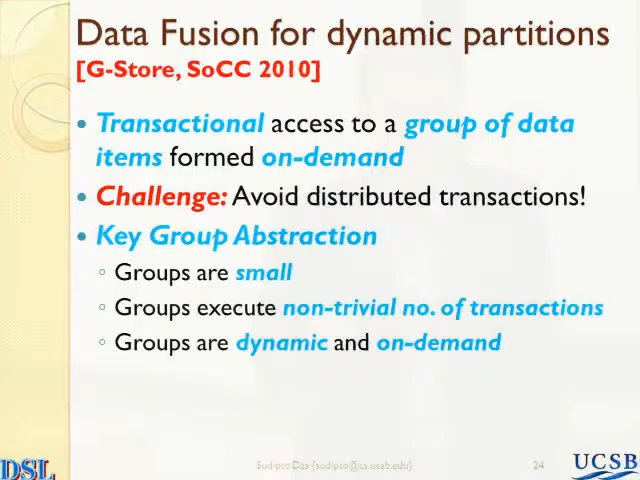 Data Fusion for dynamic partitions
[G-Store, SoCC 2010]
• Transactional access to a group of data
items formed on-demand
• Challenge: Avoid distributed transactions!
• Key Group Abstraction
◦ Groups are small
◦ Groups execute non-trivial no. of transactions
◦ Groups are dynamic and on-demand
DSL
Sudipto Das {sudipto@cs.ucsb.edu}
24
UCSB